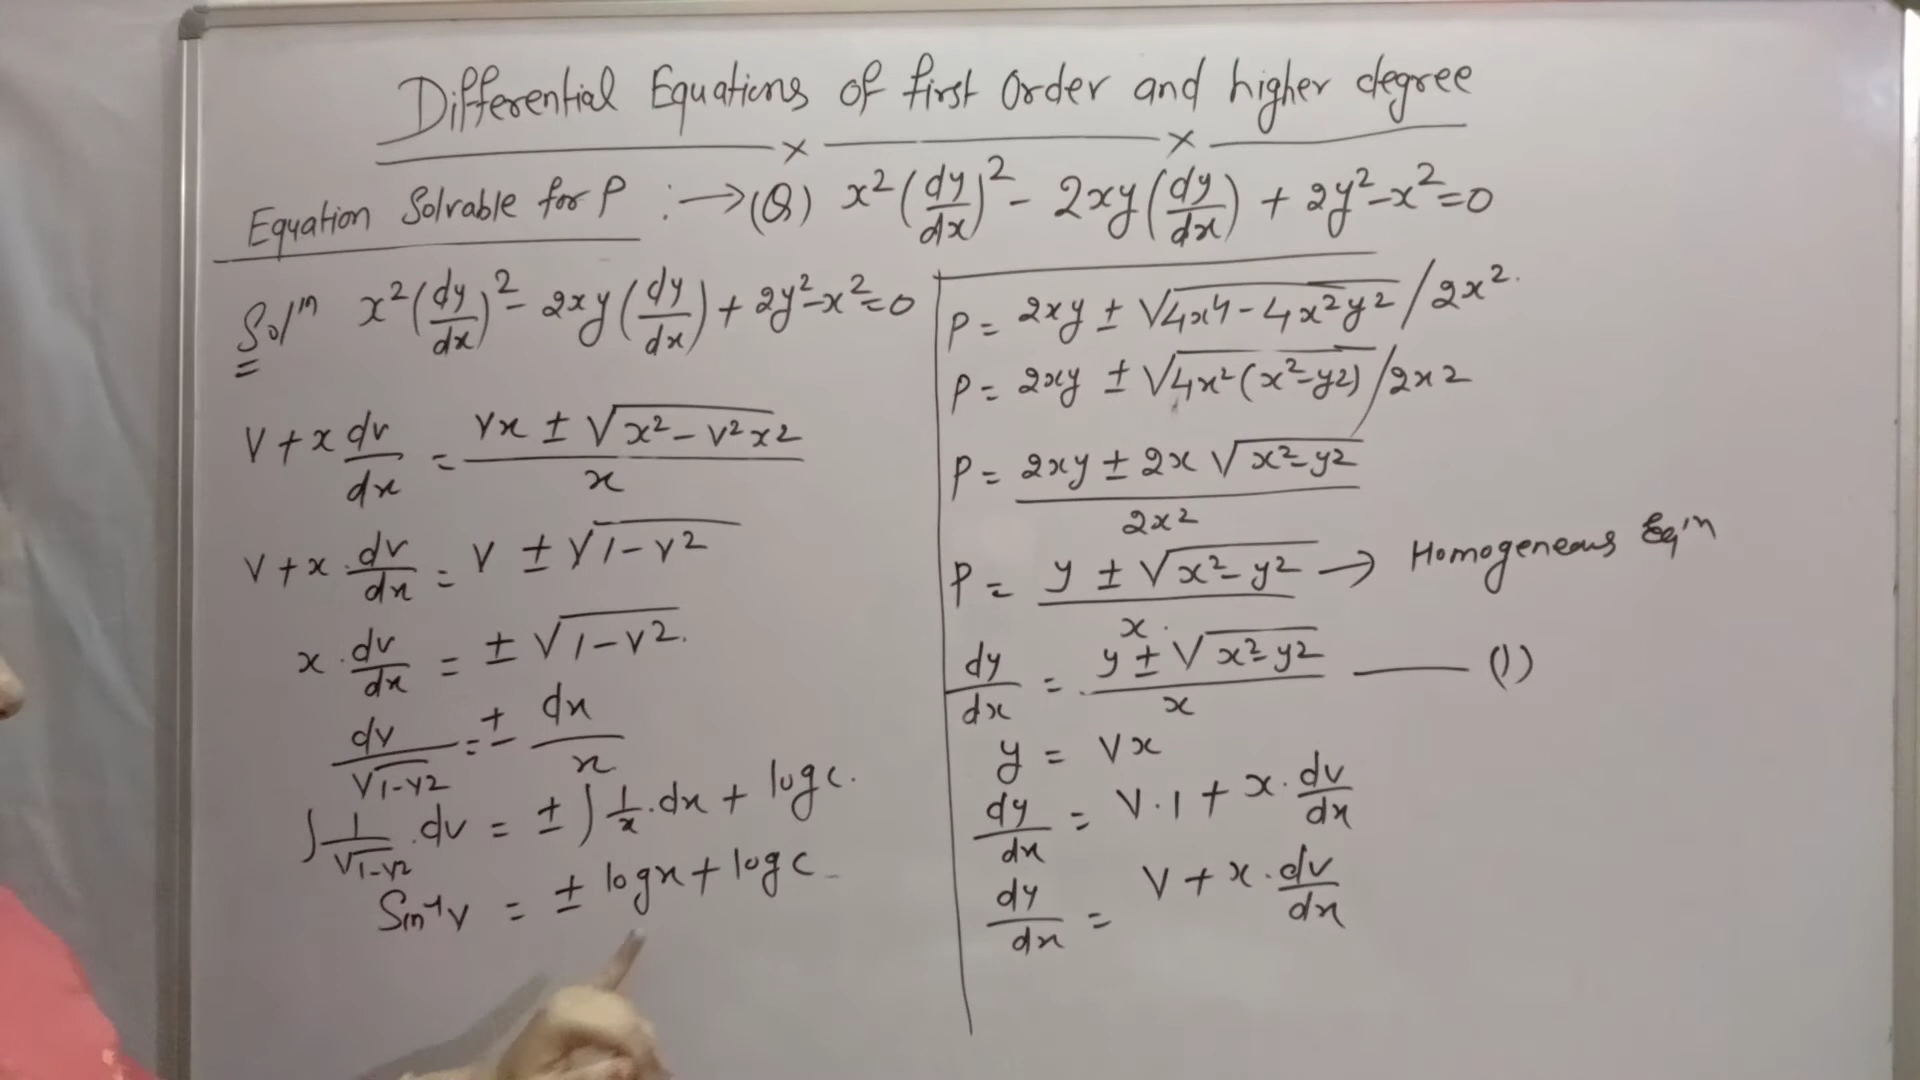 Differential Equations of first Order and higher degree
Equation Solvable for P :→ (Q) x²(dy/dx)² - 2xy(dy/dx) + 2y²-x²=0
Solⁿ x²(dy/dx)² - 2xy(dy/dx) + 2y²-x²=0
V + x dv/dx = (vx ± √(x²-v²x²))/x
V + x.dv/dx = V ± √(1-v²)
x.dv/dx = ± √(1-v²).
dv/√(1-v²) = ± dx/x
∫ 1/√(1-v²) .dv = ± ∫ 1/x .dx + log c.
Sin⁻¹v = ± log x + log c
P = 2xy ± √(4x4 - 4x²y²) / 2x².
P = 2xy ± √(4x²(x²-y2)) / 2x2
P = (2xy ± 2x √(x²-y2))/2x²
P = (y ± √(x²-y2))/x. → Homogeneous Eq'n
dy/dx = (y ± √(x²-y2))/x —— (1)
y = Vx
dy/dx = V.1 + x.dv/dx
dy/dx = V + x.dv/dx